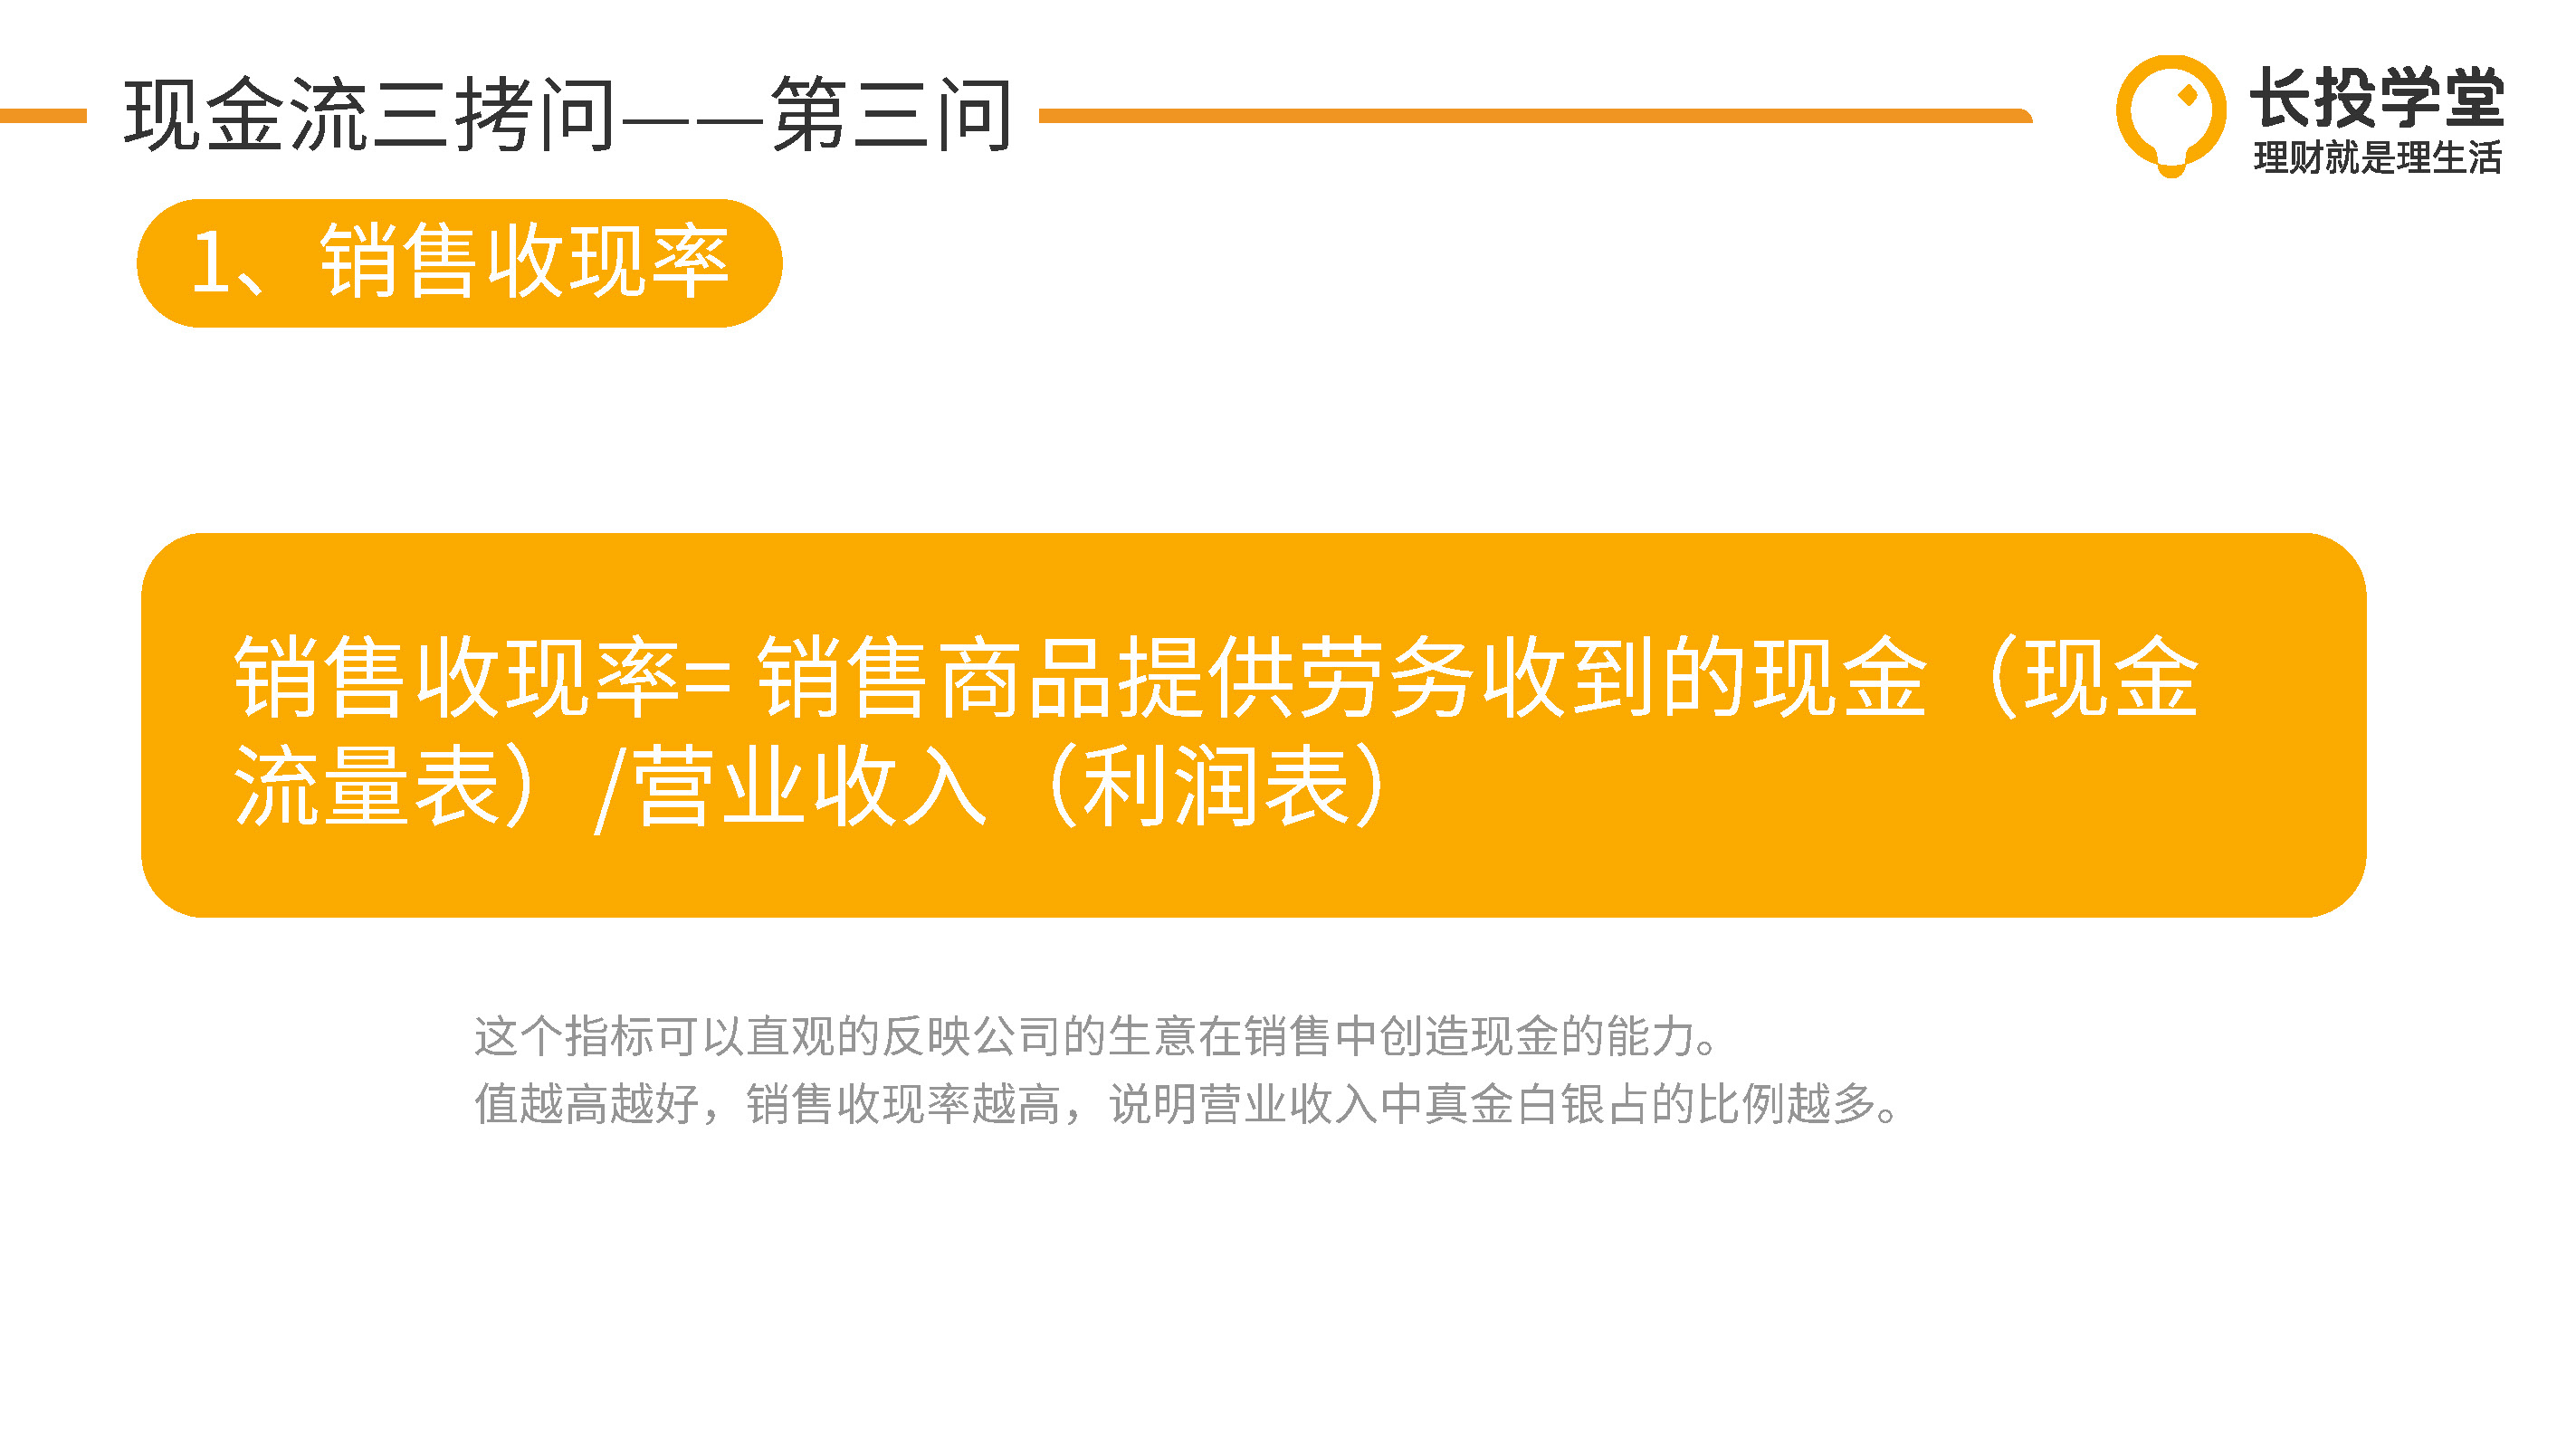 现金流三拷问——第三问
长投学堂
理财就是理生活
1、销售收现率
销售收现率= 销售商品提供劳务收到的现金（现金
流量表）/营业收入（利润表）
这个指标可以直观的反映公司的生意在销售中创造现金的能力。
值越高越好，销售收现率越高，说明营业收入中真金白银占的比例越多。